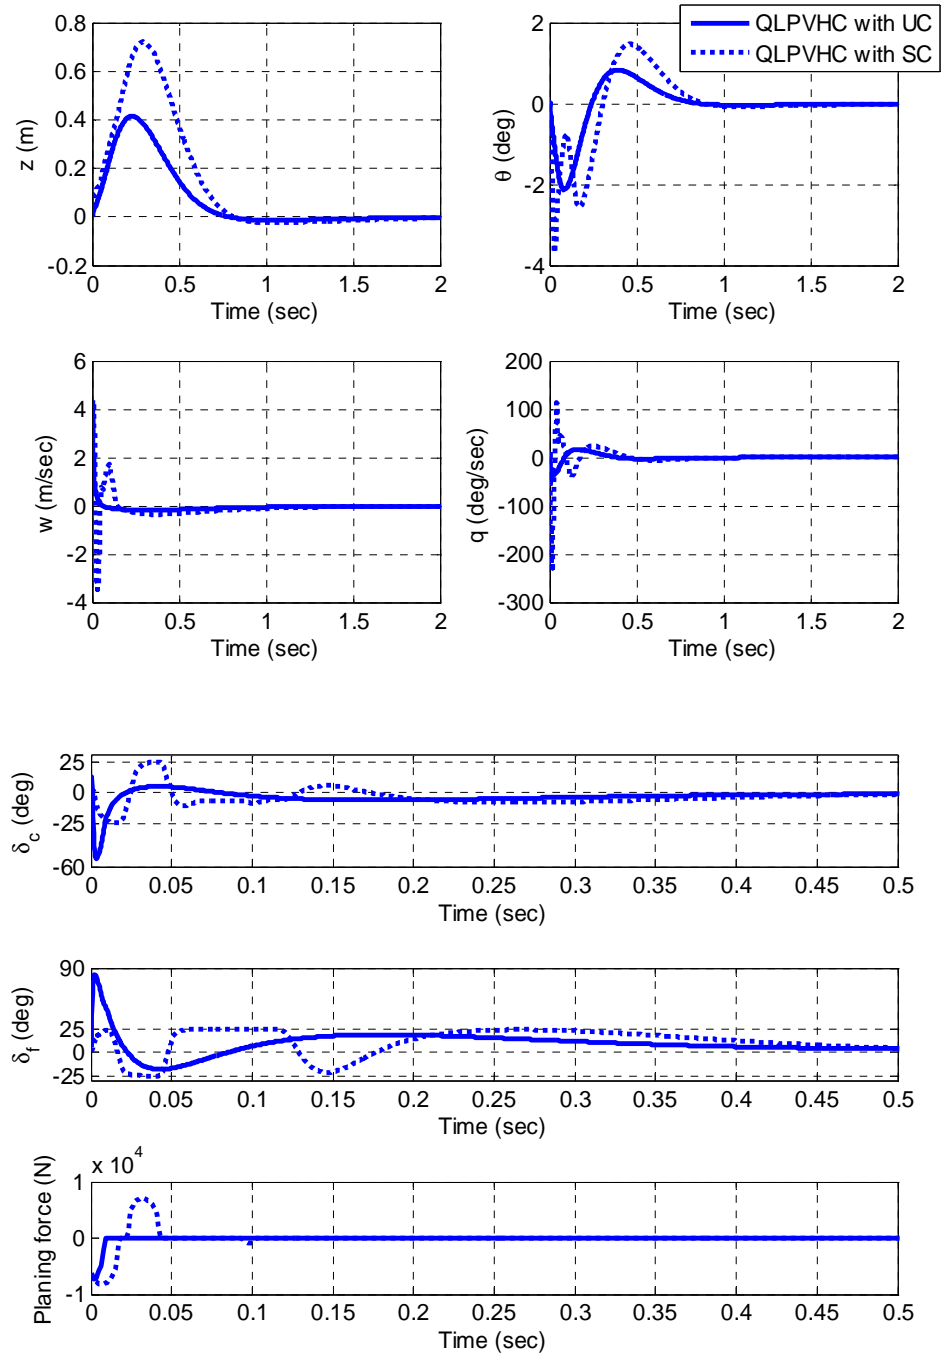 QLPVHC with UC
QLPVHC with SC
0.8
0.6
0.4
0.2
0
-0.2
z (m)
0 0.5 1 1.5 2
Time (sec)
2
0
-2
-4
θ (deg)
0 0.5 1 1.5 2
Time (sec)
6
4
2
0
-2
-4
w (m/sec)
0 0.5 1 1.5 2
Time (sec)
200
100
0
-100
-200
-300
q (deg/sec)
0 0.5 1 1.5 2
Time (sec)
25
0
-25
-60
δ_c (deg)
0 0.05 0.1 0.15 0.2 0.25 0.3 0.35 0.4 0.45 0.5
Time (sec)
90
25
0
-25
δ_f (deg)
0 0.05 0.1 0.15 0.2 0.25 0.3 0.35 0.4 0.45 0.5
Time (sec)
x 10^4
1
0
-1
Planing force (N)
0 0.05 0.1 0.15 0.2 0.25 0.3 0.35 0.4 0.45 0.5
Time (sec)